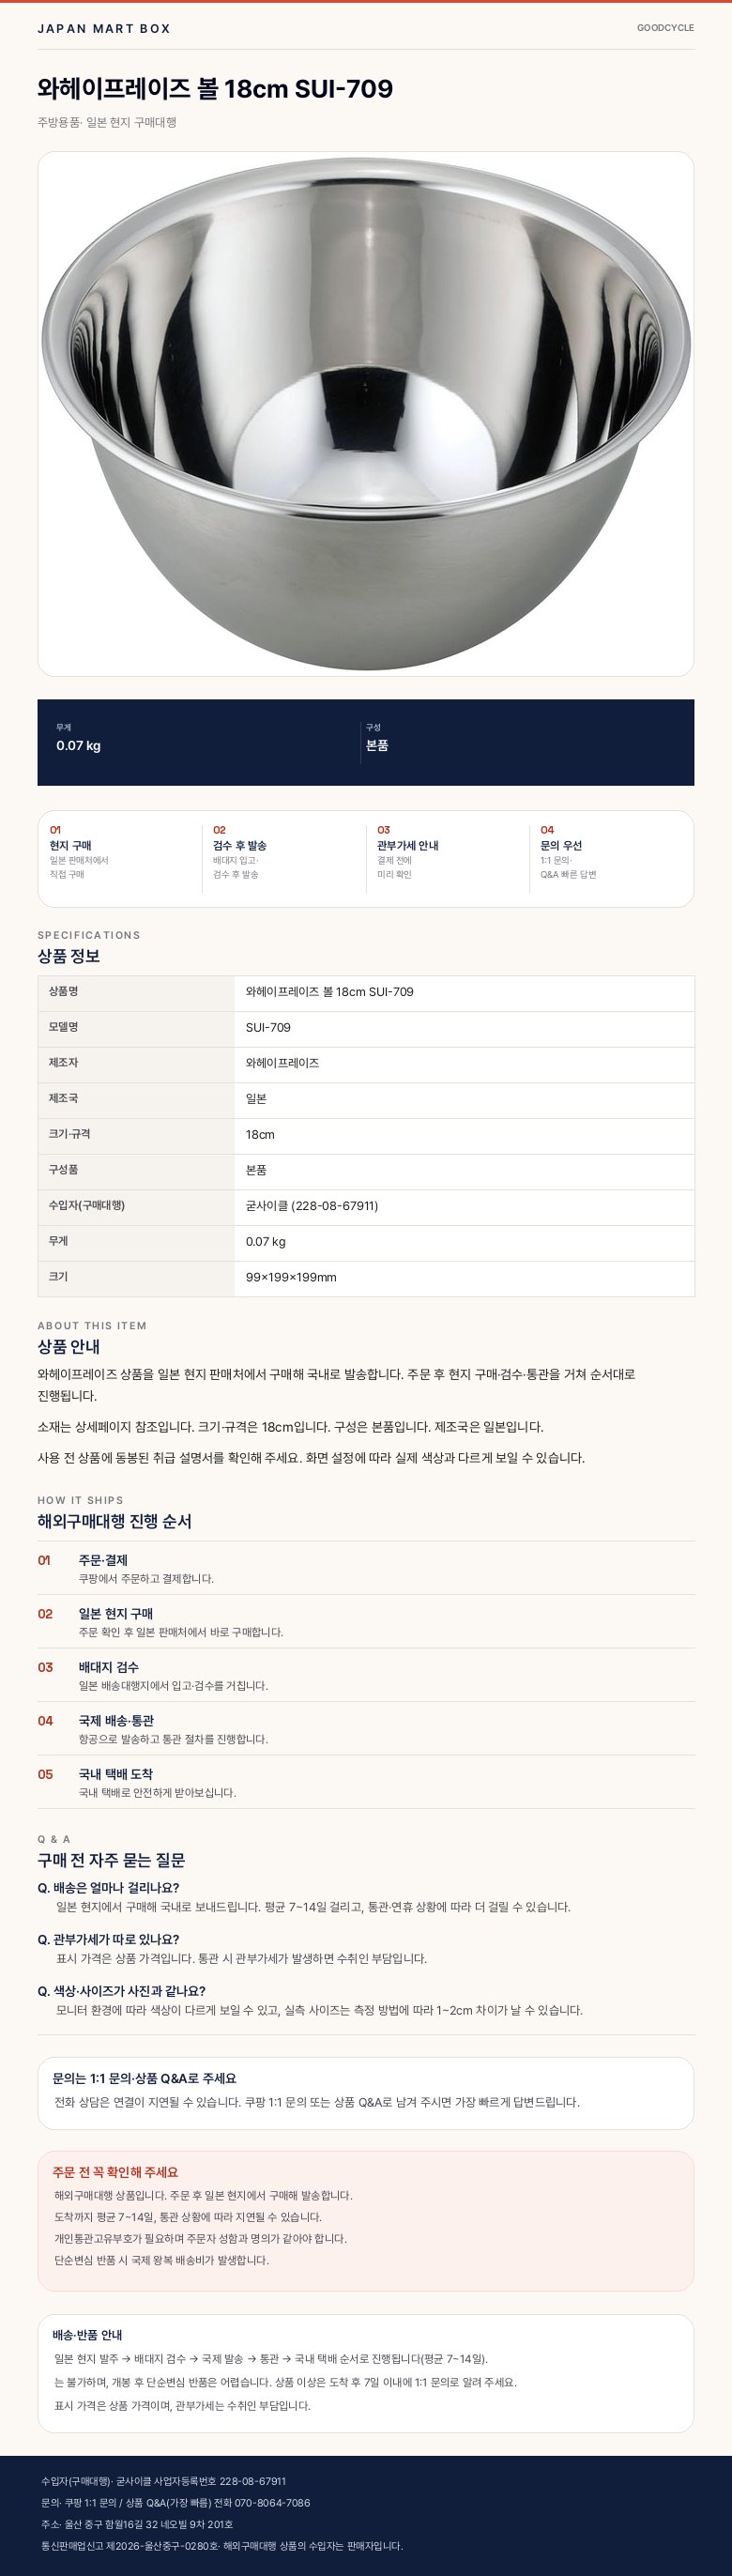 JAPAN MART BOX
GOODCYCLE
와헤이프레이즈 볼 18cm SUI-709
주방용품· 일본 현지 구매대행
무게
0.07 kg
구성
본품
01
현지 구매
일본 판매처에서
직접 구매
02
검수 후 발송
배대지 입고·
검수 후 발송
03
관부가세 안내
결제 전에
미리 확인
04
문의 우선
1:1 문의·
Q&A 빠른 답변
SPECIFICATIONS
상품 정보
상품명 와헤이프레이즈 볼 18cm SUI-709
모델명 SUI-709
제조자 와헤이프레이즈
제조국 일본
크기·규격 18cm
구성품 본품
수입자(구매대행) 굳사이클 (228-08-67911)
무게 0.07 kg
크기 99×199×199mm
ABOUT THIS ITEM
상품 안내
와헤이프레이즈 상품을 일본 현지 판매처에서 구매해 국내로 발송합니다. 주문 후 현지 구매·검수·통관을 거쳐 순서대로
진행됩니다.
소재는 상세페이지 참조입니다. 크기·규격은 18cm입니다. 구성은 본품입니다. 제조국은 일본입니다.
사용 전 상품에 동봉된 취급 설명서를 확인해 주세요. 화면 설정에 따라 실제 색상과 다르게 보일 수 있습니다.
HOW IT SHIPS
해외구매대행 진행 순서
01 주문·결제
쿠팡에서 주문하고 결제합니다.
02 일본 현지 구매
주문 확인 후 일본 판매처에서 바로 구매합니다.
03 배대지 검수
일본 배송대행지에서 입고·검수를 거칩니다.
04 국제 배송·통관
항공으로 발송하고 통관 절차를 진행합니다.
05 국내 택배 도착
국내 택배로 안전하게 받아보십니다.
Q & A
구매 전 자주 묻는 질문
Q. 배송은 얼마나 걸리나요?
일본 현지에서 구매해 국내로 보내드립니다. 평균 7~14일 걸리고, 통관·연휴 상황에 따라 더 걸릴 수 있습니다.
Q. 관부가세가 따로 있나요?
표시 가격은 상품 가격입니다. 통관 시 관부가세가 발생하면 수취인 부담입니다.
Q. 색상·사이즈가 사진과 같나요?
모니터 환경에 따라 색상이 다르게 보일 수 있고, 실측 사이즈는 측정 방법에 따라 1~2cm 차이가 날 수 있습니다.
문의는 1:1 문의·상품 Q&A로 주세요
전화 상담은 연결이 지연될 수 있습니다. 쿠팡 1:1 문의 또는 상품 Q&A로 남겨 주시면 가장 빠르게 답변드립니다.
주문 전 꼭 확인해 주세요
해외구매대행 상품입니다. 주문 후 일본 현지에서 구매해 발송합니다.
도착까지 평균 7~14일, 통관 상황에 따라 지연될 수 있습니다.
개인통관고유부호가 필요하며 주문자 성함과 명의가 같아야 합니다.
단순변심 반품 시 국제 왕복 배송비가 발생합니다.
배송·반품 안내
일본 현지 발주 → 배대지 검수 → 국제 발송 → 통관 → 국내 택배 순서로 진행됩니다(평균 7~14일).
는 불가하며, 개봉 후 단순변심 반품은 어렵습니다. 상품 이상은 도착 후 7일 이내에 1:1 문의로 알려 주세요.
표시 가격은 상품 가격이며, 관부가세는 수취인 부담입니다.
수입자(구매대행)· 굳사이클 사업자등록번호 228-08-67911
문의· 쿠팡 1:1 문의 / 상품 Q&A(가장 빠름) 전화 070-8064-7086
주소· 울산 중구 함월16길 32 네오빌 9차 201호
통신판매업신고 제2026-울산중구-0280호· 해외구매대행 상품의 수입자는 판매자입니다.